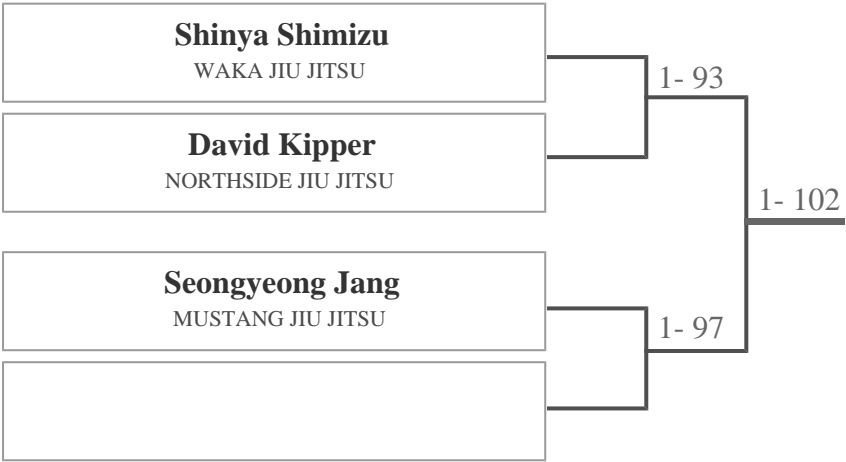 Shinya Shimizu
WAKA JIU JITSU
1- 93
David Kipper
NORTHSIDE JIU JITSU
1- 102
Seongyeong Jang
MUSTANG JIU JITSU
1- 97